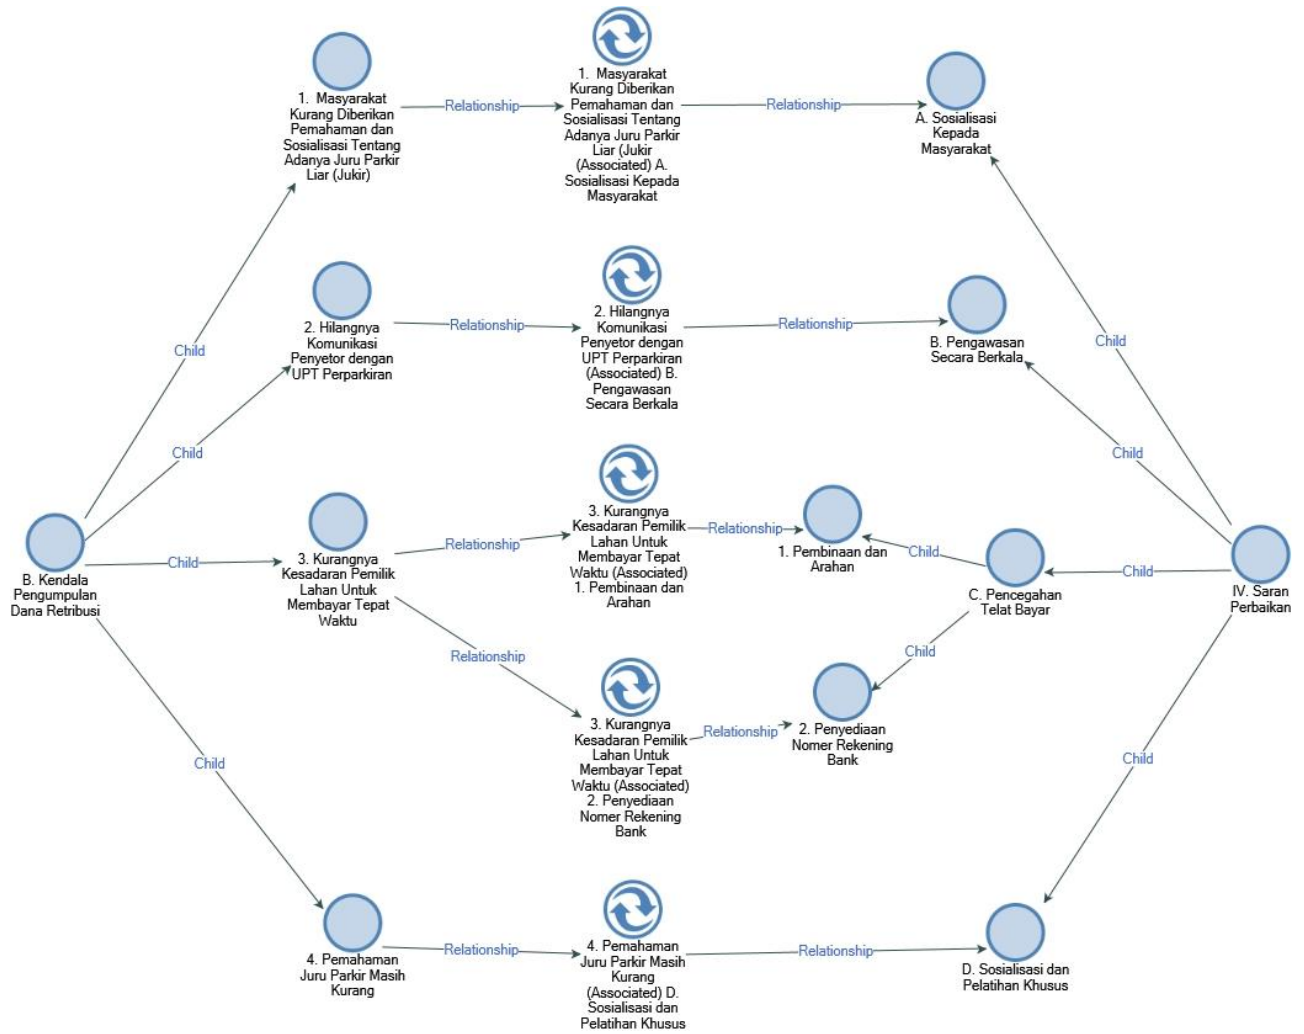 1.  Masyarakat
Kurang Diberikan
Pemahaman dan
Sosialisasi Tentang
Adanya Juru Parkir
Liar (Jukir)
Relationship
1.  Masyarakat
Kurang Diberikan
Pemahaman dan
Sosialisasi Tentang
Adanya Juru Parkir
Liar (Jukir
(Associated) A.
Sosialisasi Kepada
Masyarakat
Relationship
A. Sosialisasi
Kepada
Masyarakat
Child
2. Hilangnya
Komunikasi
Penyetor dengan
UPT Perparkiran
Relationship
2. Hilangnya
Komunikasi
Penyetor dengan
UPT Perparkiran
(Associated) B.
Pengawasan
Secara Berkala
Relationship
B. Pengawasan
Secara Berkala
Child
Child
Child
B. Kendala
Pengumpulan
Dana Retribusi
Child
3. Kurangnya
Kesadaran Pemilik
Lahan Untuk
Membayar Tepat
Waktu
Relationship
3. Kurangnya
Kesadaran Pemilik
Lahan Untuk
Membayar Tepat
Waktu (Associated)
1. Pembinaan dan
Arahan
Relationship
1. Pembinaan dan
Arahan
Child
C. Pencegahan
Telat Bayar
Child
IV. Saran
Perbaikan
Relationship
3. Kurangnya
Kesadaran Pemilik
Lahan Untuk
Membayar Tepat
Waktu (Associated)
2. Penyediaan
Nomer Rekening
Bank
Relationship
2. Penyediaan
Nomer Rekening
Bank
Child
Child
Child
4. Pemahaman
Juru Parkir Masih
Kurang
Relationship
4. Pemahaman
Juru Parkir Masih
Kurang
(Associated) D.
Sosialisasi dan
Pelatihan Khusus
Relationship
D. Sosialisasi dan
Pelatihan Khusus